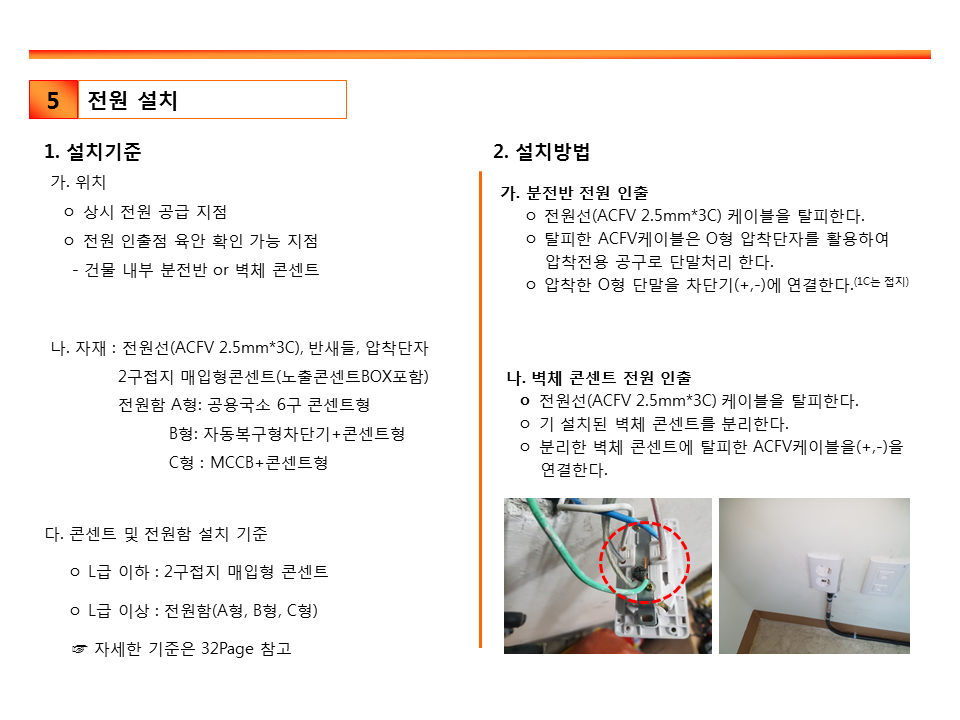 5 전원 설치
1. 설치기준
가. 위치
ㅇ 상시 전원 공급 지점
ㅇ 전원 인출점 육안 확인 가능 지점
- 건물 내부 분전반 or 벽체 콘센트
나. 자재 : 전원선(ACFV 2.5mm*3C), 반새들, 압착단자
2구접지 매입형콘센트(노출콘센트BOX포함)
전원함 A형: 공용국소 6구 콘센트형
B형: 자동복구형차단기+콘센트형
C형 : MCCB+콘센트형
다. 콘센트 및 전원함 설치 기준
ㅇ L급 이하 : 2구접지 매입형 콘센트
ㅇ L급 이상 : 전원함(A형, B형, C형)
☞ 자세한 기준은 32Page 참고
2. 설치방법
가. 분전반 전원 인출
ㅇ 전원선(ACFV 2.5mm*3C) 케이블을 탈피한다.
ㅇ 탈피한 ACFV케이블은 O형 압착단자를 활용하여
압착전용 공구로 단말처리 한다.
ㅇ 압착한 O형 단말을 차단기(+,-)에 연결한다.(1C는 접지)
나. 벽체 콘센트 전원 인출
ㅇ 전원선(ACFV 2.5mm*3C) 케이블을 탈피한다.
ㅇ 기 설치된 벽체 콘센트를 분리한다.
ㅇ 분리한 벽체 콘센트에 탈피한 ACFV케이블을(+,-)을
연결한다.